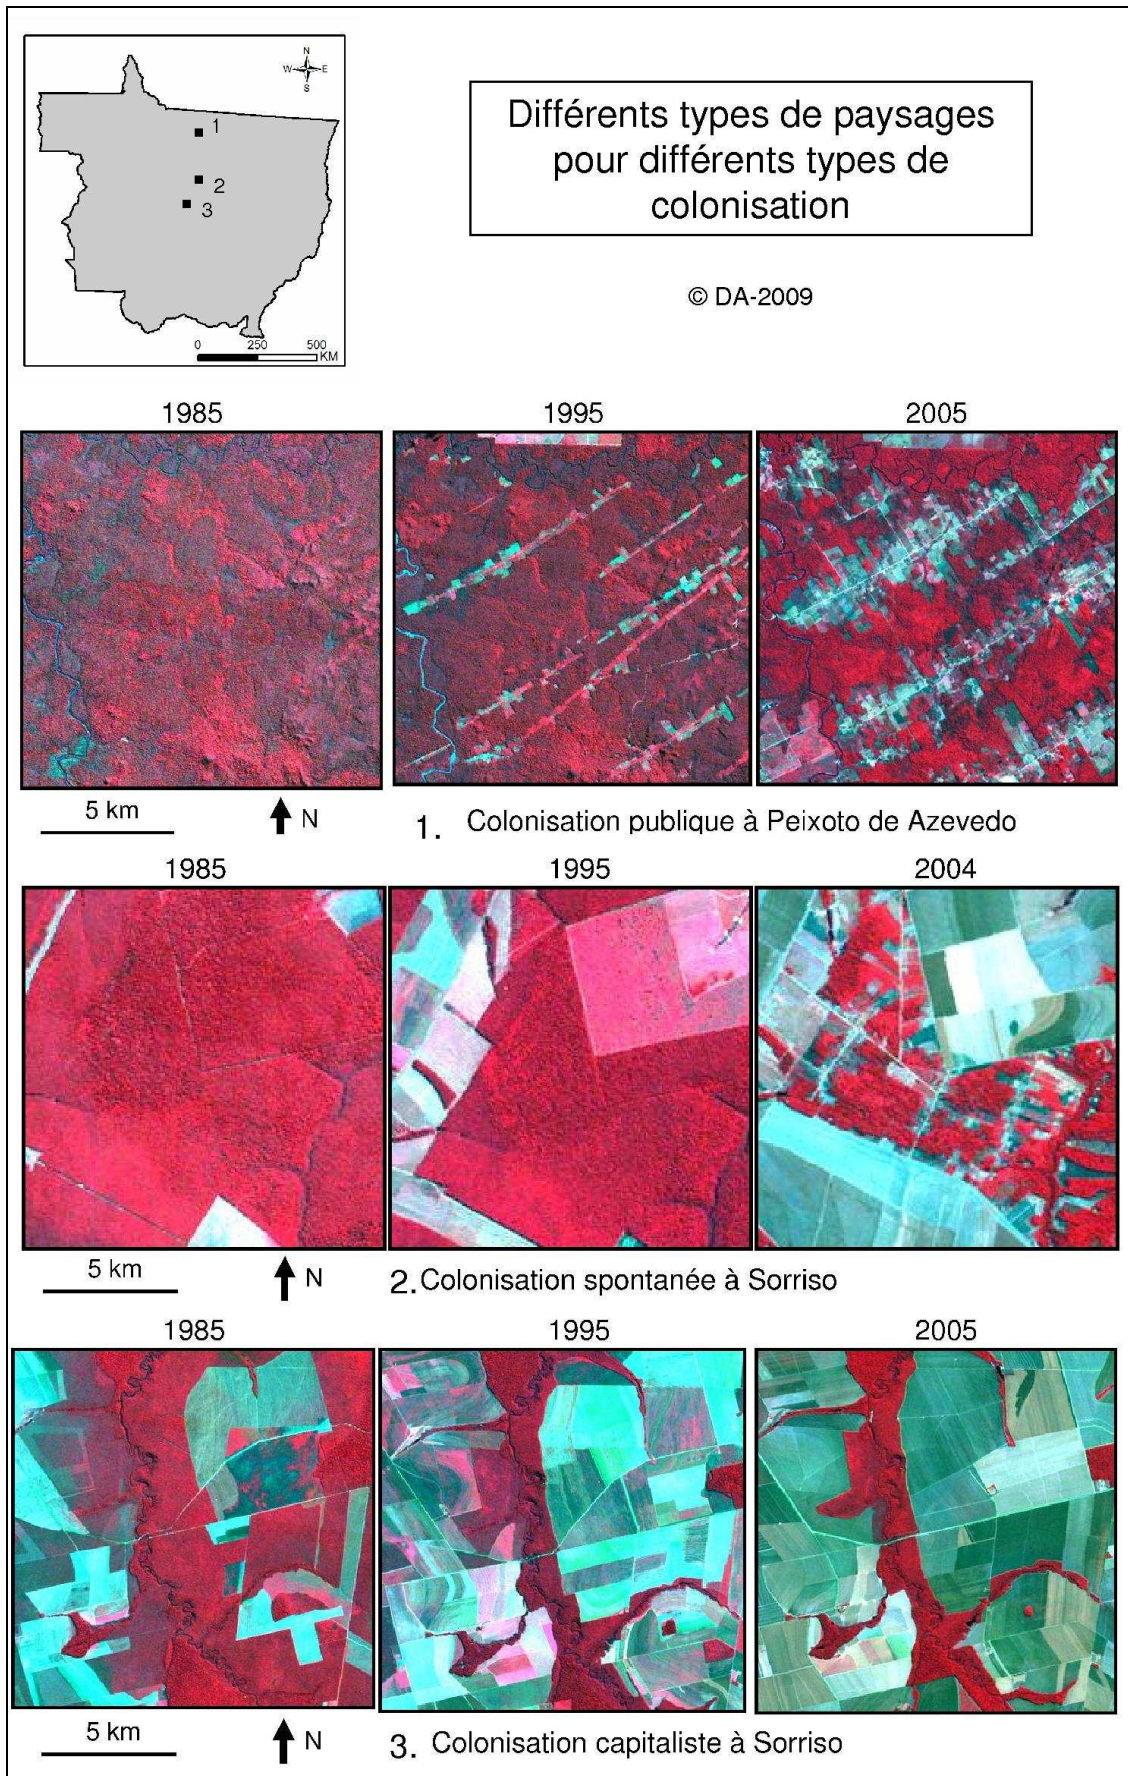 N
W E
S
1
2
3
0 250 500
KM
Différents types de paysages
pour différents types de
colonisation
© DA-2009
1985 1995 2005
5 km N
1. Colonisation publique à Peixoto de Azevedo
1985 1995 2004
5 km N
2. Colonisation spontanée à Sorriso
1985 1995 2005
5 km N
3. Colonisation capitaliste à Sorriso